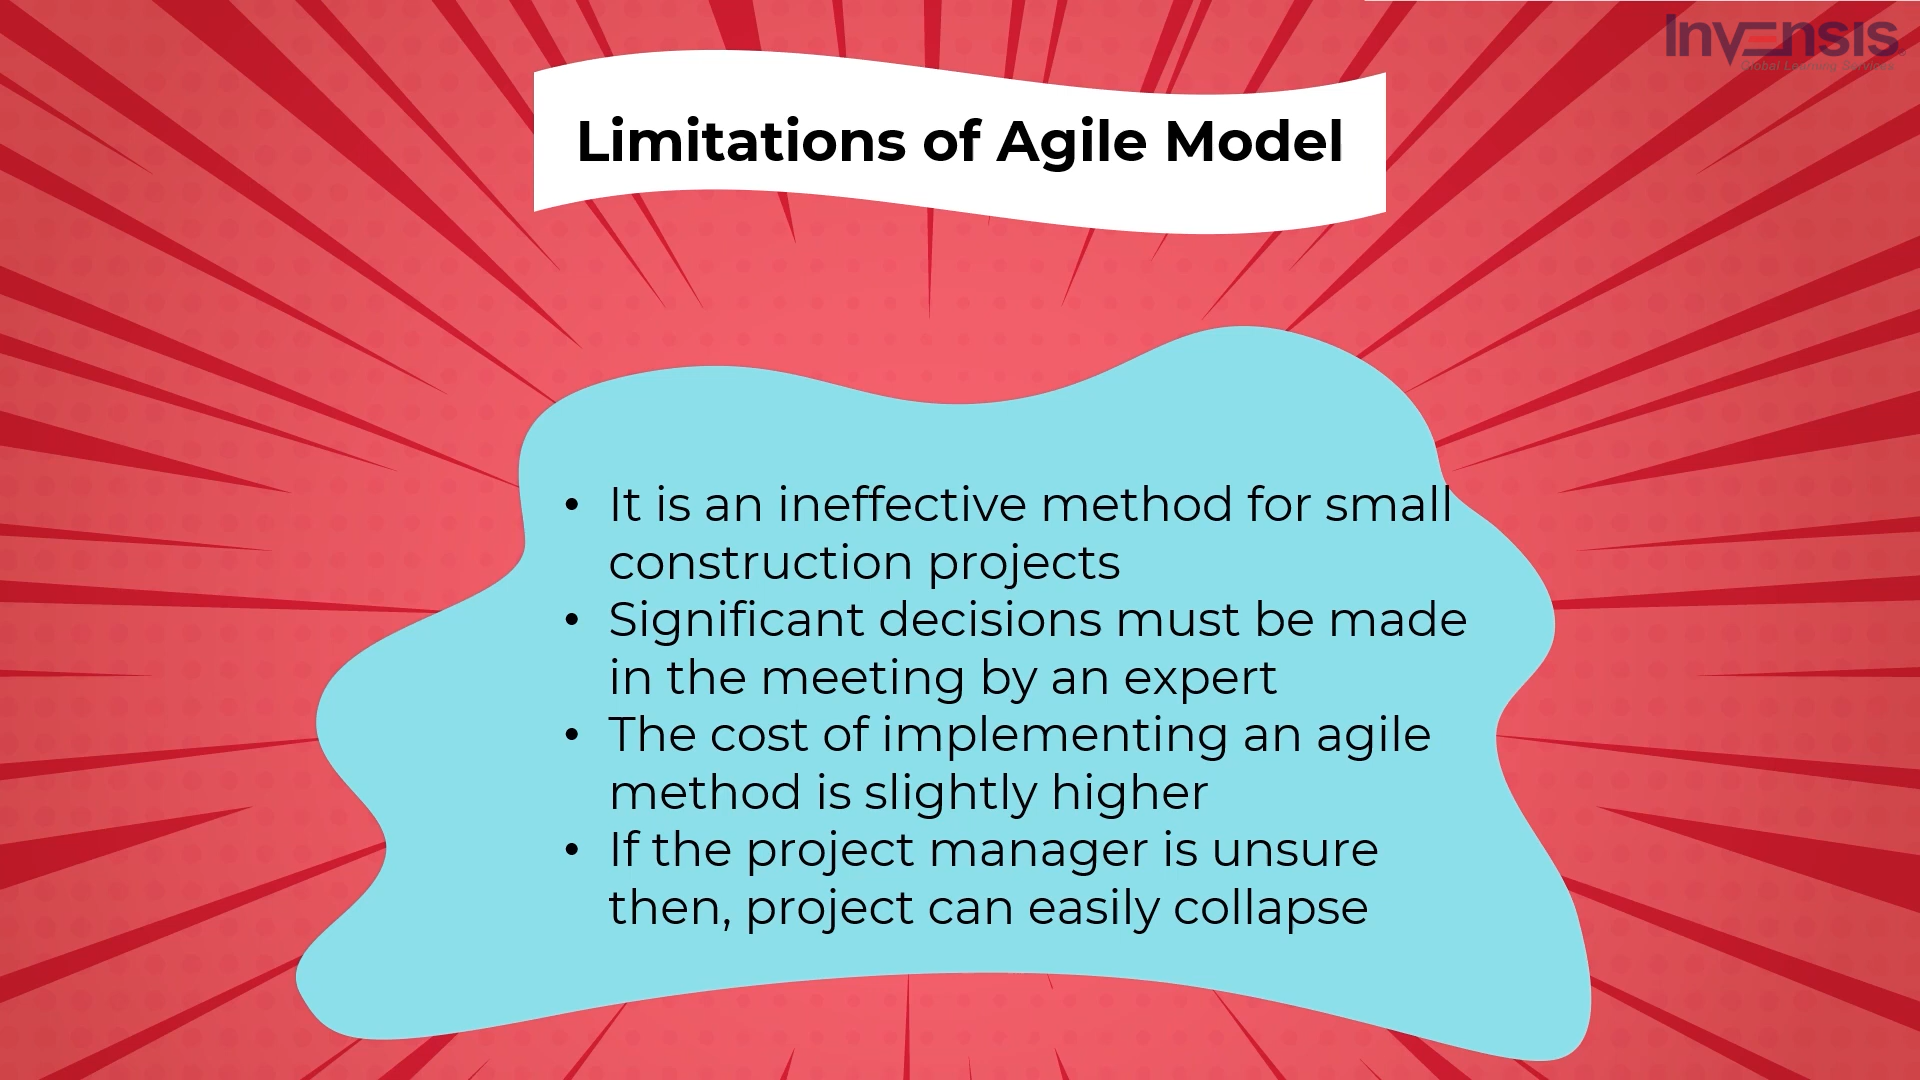 Invensis
Global Learning Services
Limitations of Agile Model
• It is an ineffective method for small
construction projects
• Significant decisions must be made
in the meeting by an expert
• The cost of implementing an agile
method is slightly higher
• If the project manager is unsure
then, project can easily collapse